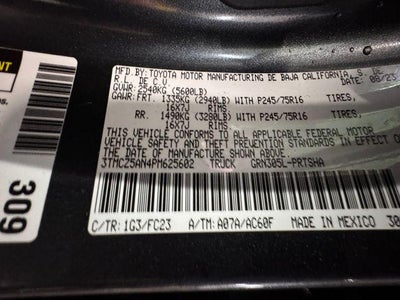 MFD. BY: TOYOTA MOTOR MANUFACTURING DE BAJA CALIFORNIA, S.
R.L. DE C.V. 05/23
GVWR: 2540KG (5600LB)
GAWR: FRT. 1335KG (2940LB)WITH P245/75R16 TIRES,
16X7J RIMS
RR. 1490KG (3280LB)WITH P245/75R16 TIRES,
16X7J RIMS
THIS VEHICLE CONFORMS TO ALL APPLICABLE FEDERAL MOTOR
VEHICLE SAFETY AND THEFT PREVENTION STANDARDS IN EFFECT ON
THE DATE OF MANUFACTURE SHOWN ABOVE.
3TMCZ5AN4PM625602 TRUCK GRN305L-PRTSHA
C/TR: 1G3/FC23 A/TM: A07A/AC60F MADE IN MEXICO 30
309